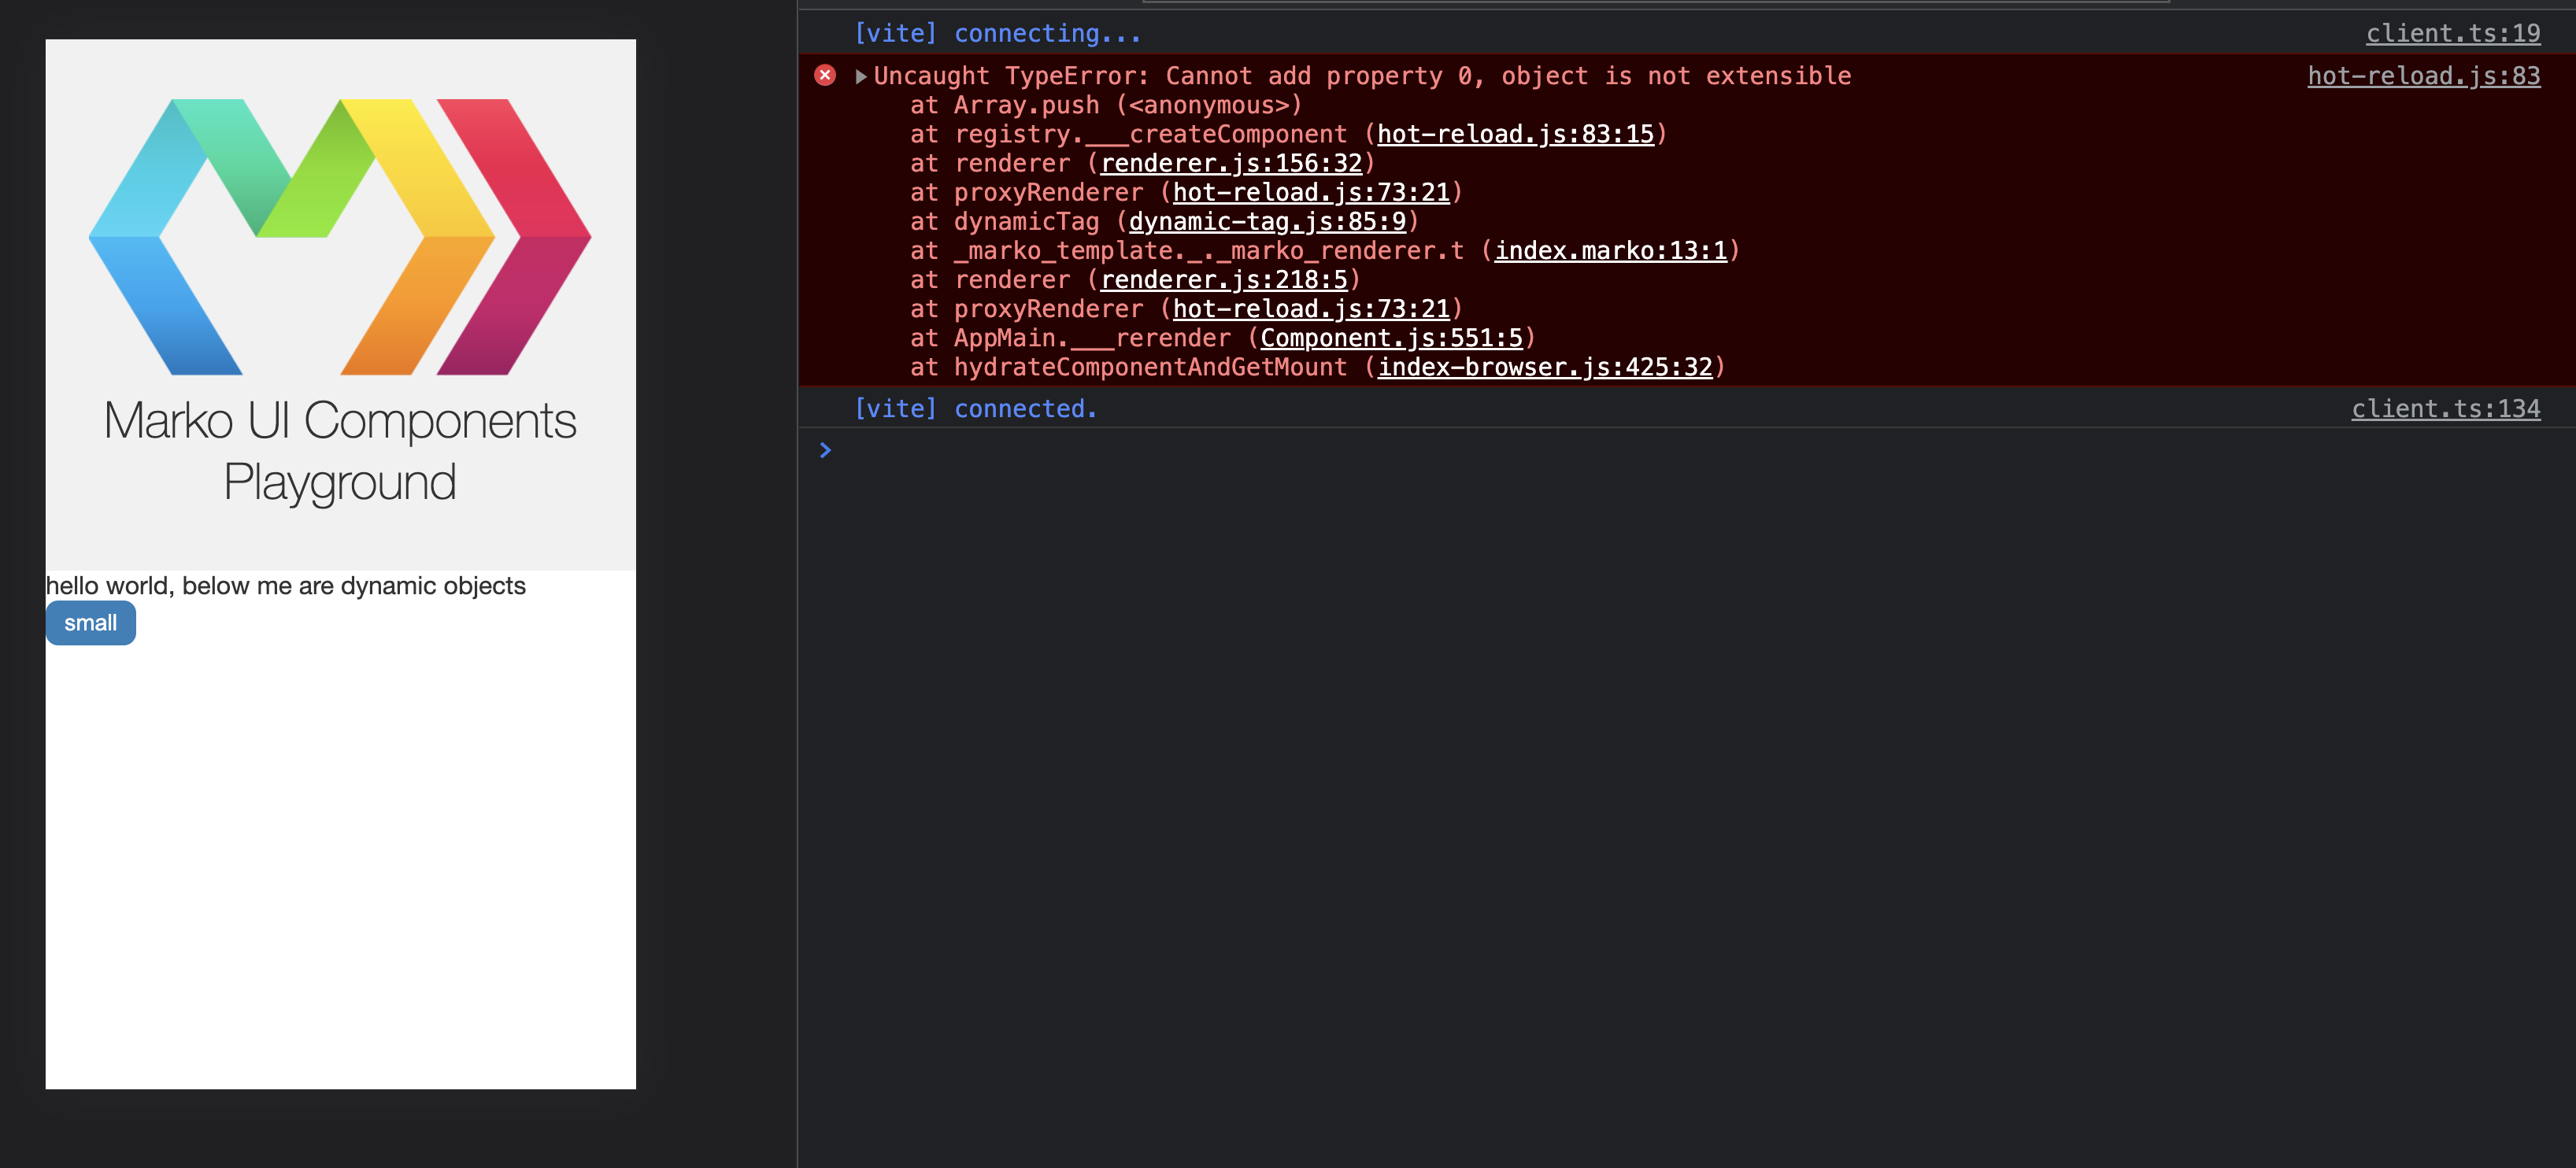 Marko UI Components
Playground
hello world, below me are dynamic objects
small
[vite] connecting... client.ts:19
Uncaught TypeError: Cannot add property 0, object is not extensible hot-reload.js:83
at Array.push (<anonymous>)
at registry.___createComponent (hot-reload.js:83:15)
at renderer (renderer.js:156:32)
at proxyRenderer (hot-reload.js:73:21)
at dynamicTag (dynamic-tag.js:85:9)
at _marko_template._._marko_renderer.t (index.marko:13:1)
at renderer (renderer.js:218:5)
at proxyRenderer (hot-reload.js:73:21)
at AppMain.___rerender (Component.js:551:5)
at hydrateComponentAndGetMount (index-browser.js:425:32)
[vite] connected. client.ts:134